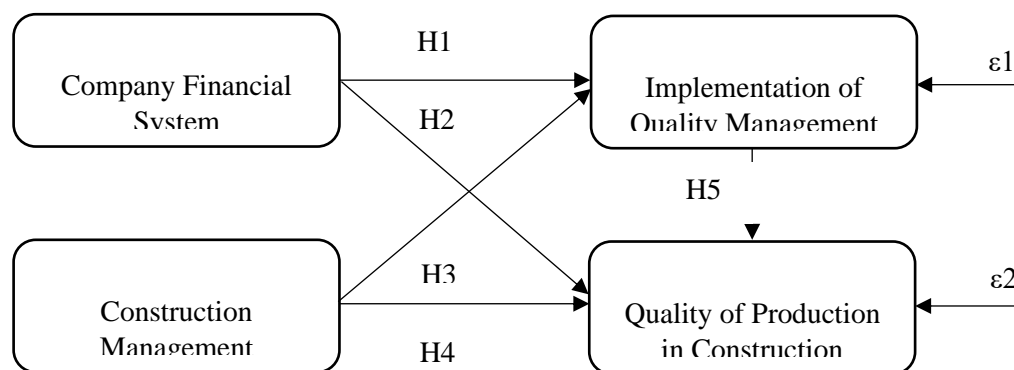 H1
Company Financial
System
Implementation of
Quality Management
ε1
H2
H5
H3
Construction
Management
Quality of Production
in Construction
ε2
H4